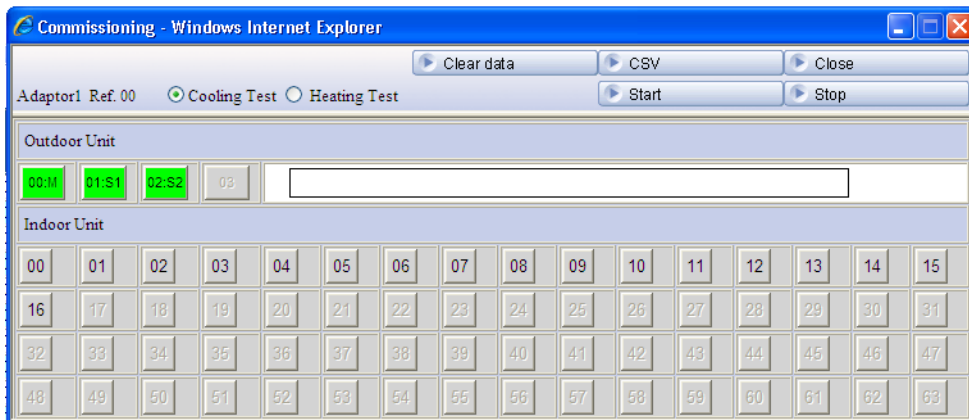 Commissioning - Windows Internet Explorer
Clear data CSV Close
Adaptor1 Ref. 00 Cooling Test Heating Test Start Stop
Outdoor Unit
00:M 01:S1 02:S2 03
Indoor Unit
00 01 02 03 04 05 06 07 08 09 10 11 12 13 14 15
16 17 18 19 20 21 22 23 24 25 26 27 28 29 30 31
32 33 34 35 36 37 38 39 40 41 42 43 44 45 46 47
48 49 50 51 52 53 54 55 56 57 58 59 60 61 62 63